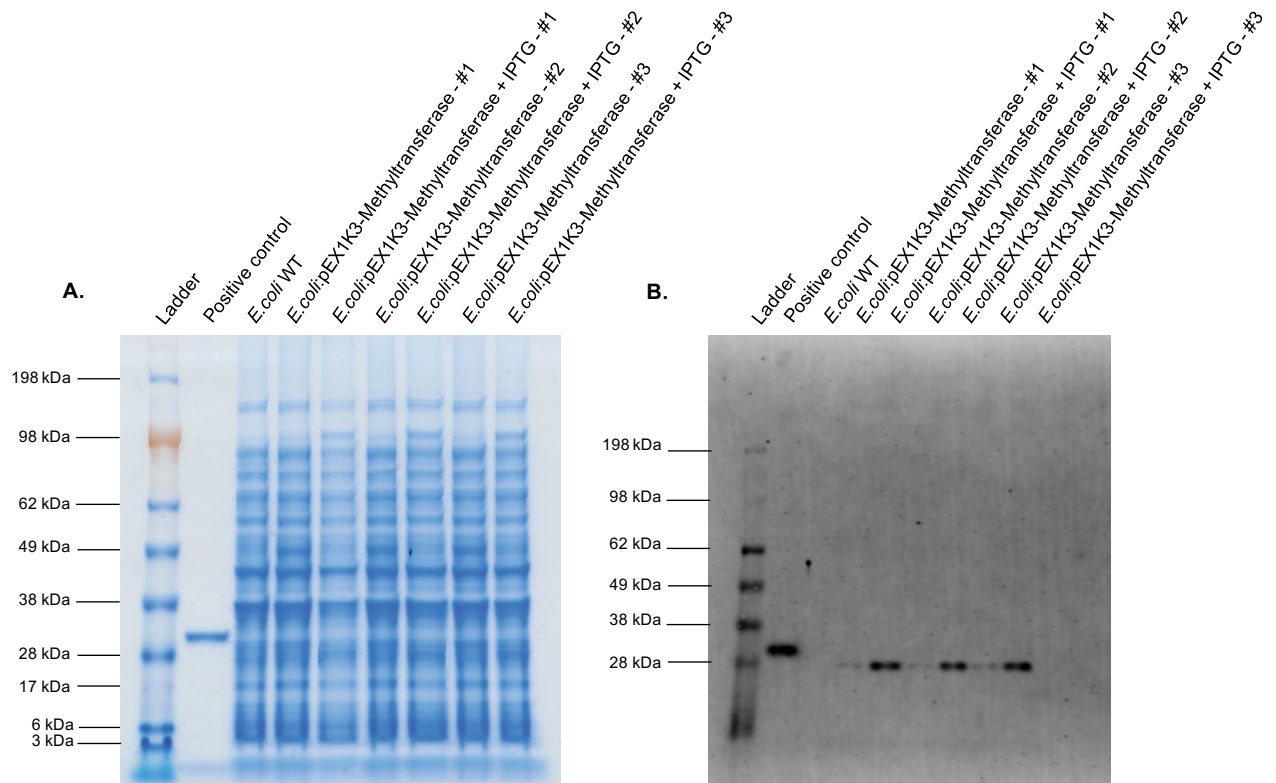 A.
Ladder
Positive control
E.coli WT
E.coli:pEX1K3-Methyltransferase - #1
E.coli:pEX1K3-Methyltransferase + IPTG - #1
E.coli:pEX1K3-Methyltransferase - #2
E.coli:pEX1K3-Methyltransferase + IPTG - #2
E.coli:pEX1K3-Methyltransferase - #3
E.coli:pEX1K3-Methyltransferase + IPTG - #3
198 kDa
98 kDa
62 kDa
49 kDa
38 kDa
28 kDa
17 kDa
6 kDa
3 kDa
B.
Ladder
Positive control
E.coli WT
E.coli:pEX1K3-Methyltransferase - #1
E.coli:pEX1K3-Methyltransferase + IPTG - #1
E.coli:pEX1K3-Methyltransferase - #2
E.coli:pEX1K3-Methyltransferase + IPTG - #2
E.coli:pEX1K3-Methyltransferase - #3
E.coli:pEX1K3-Methyltransferase + IPTG - #3
198 kDa
98 kDa
62 kDa
49 kDa
38 kDa
28 kDa